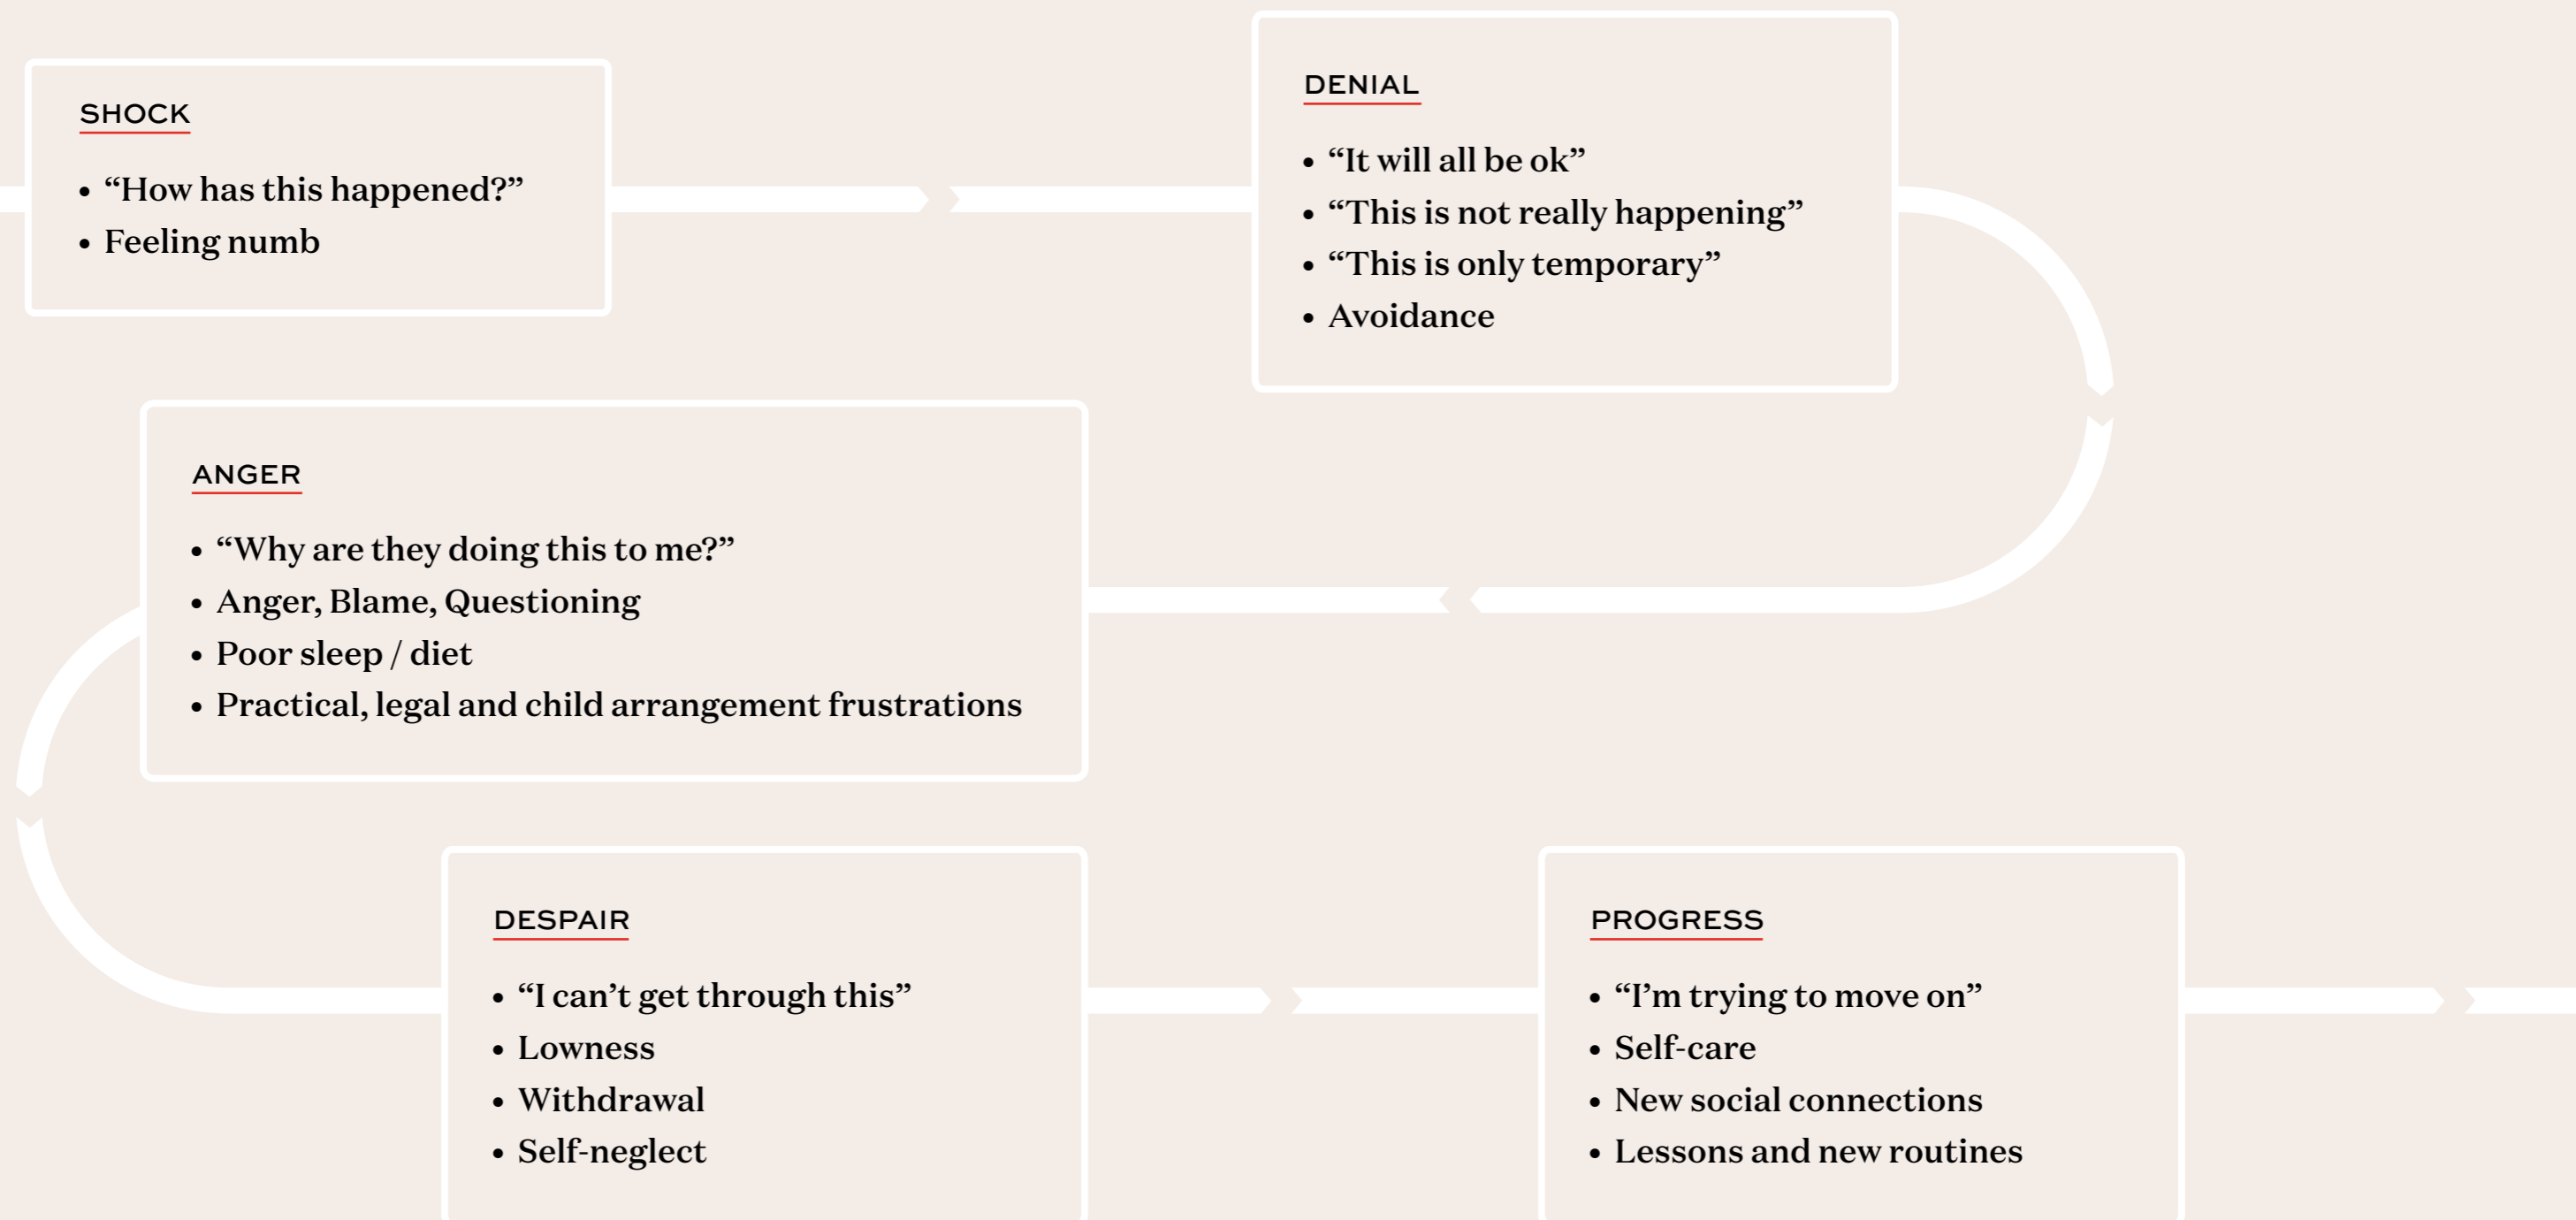 SHOCK
• “How has this happened?”
• Feeling numb
DENIAL
• “It will all be ok”
• “This is not really happening”
• “This is only temporary”
• Avoidance
ANGER
• “Why are they doing this to me?”
• Anger, Blame, Questioning
• Poor sleep / diet
• Practical, legal and child arrangement frustrations
DESPAIR
• “I can’t get through this”
• Lowness
• Withdrawal
• Self-neglect
PROGRESS
• “I’m trying to move on”
• Self-care
• New social connections
• Lessons and new routines